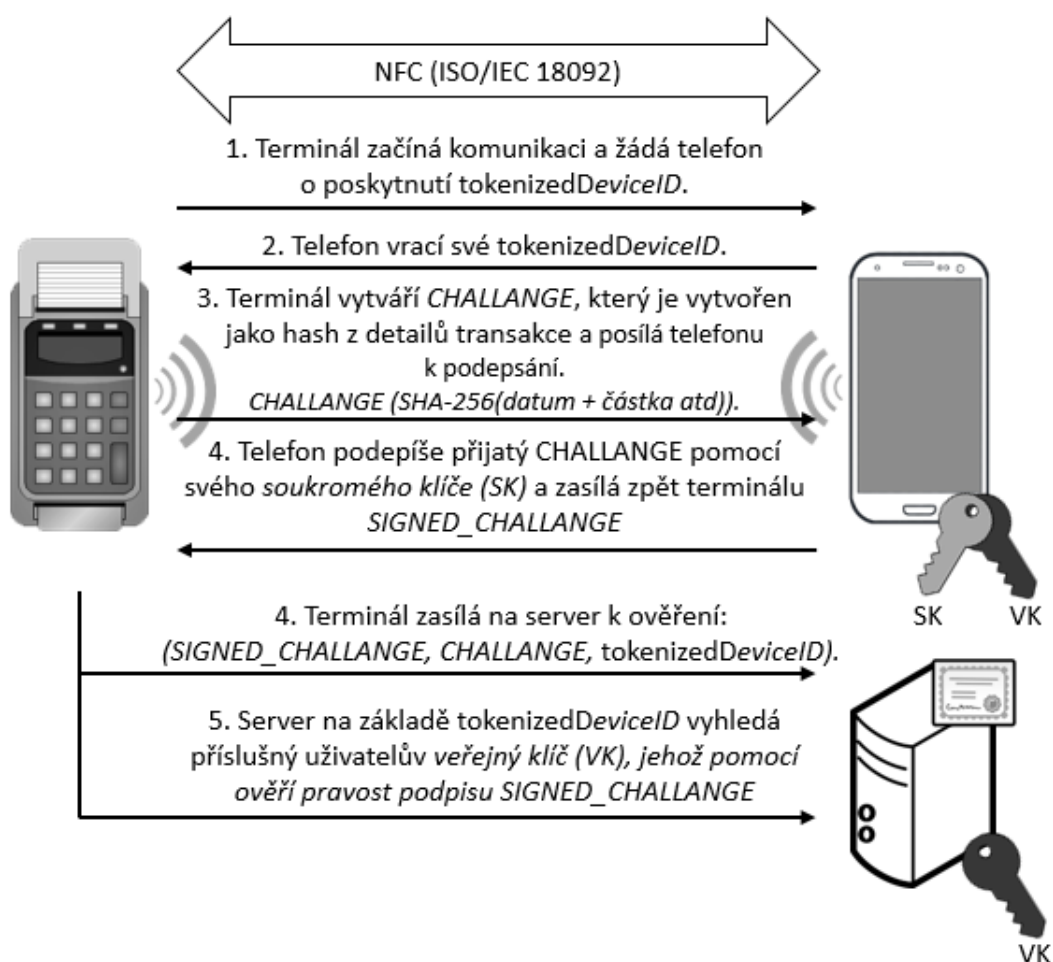 NFC (ISO/IEC 18092)
1. Terminál začíná komunikaci a žádá telefon
o poskytnutí tokenizedDeviceID.
2. Telefon vrací své tokenizedDeviceID.
3. Terminál vytváří CHALLANGE, který je vytvořen
jako hash z detailů transakce a posílá telefonu
k podepsání.
CHALLANGE (SHA-256(datum + částka atd)).
4. Telefon podepíše přijatý CHALLANGE pomocí
svého soukromého klíče (SK) a zasílá zpět terminálu
SIGNED_CHALLANGE
SK VK
4. Terminál zasílá na server k ověření:
(SIGNED_CHALLANGE, CHALLANGE, tokenizedDeviceID).
5. Server na základě tokenizedDeviceID vyhledá
příslušný uživatelův veřejný klíč (VK), jehož pomocí
ověří pravost podpisu SIGNED_CHALLANGE
VK